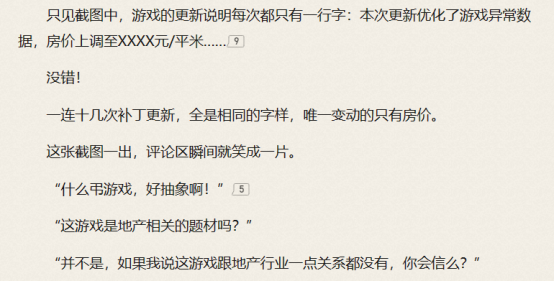 只见截图中，游戏的更新说明每次都只有一行字：本次更新优化了游戏异常数
据，房价上调至XXXX元/平米……9
没错！
一连十几次补丁更新，全是相同的字样，唯一变动的只有房价。
这张截图一出，评论区瞬间就笑成一片。
“什么弔游戏，好抽象啊！”5
“这游戏是地产相关的题材吗？”
“并不是，如果我说这游戏跟地产行业一点关系都没有，你会信么？”